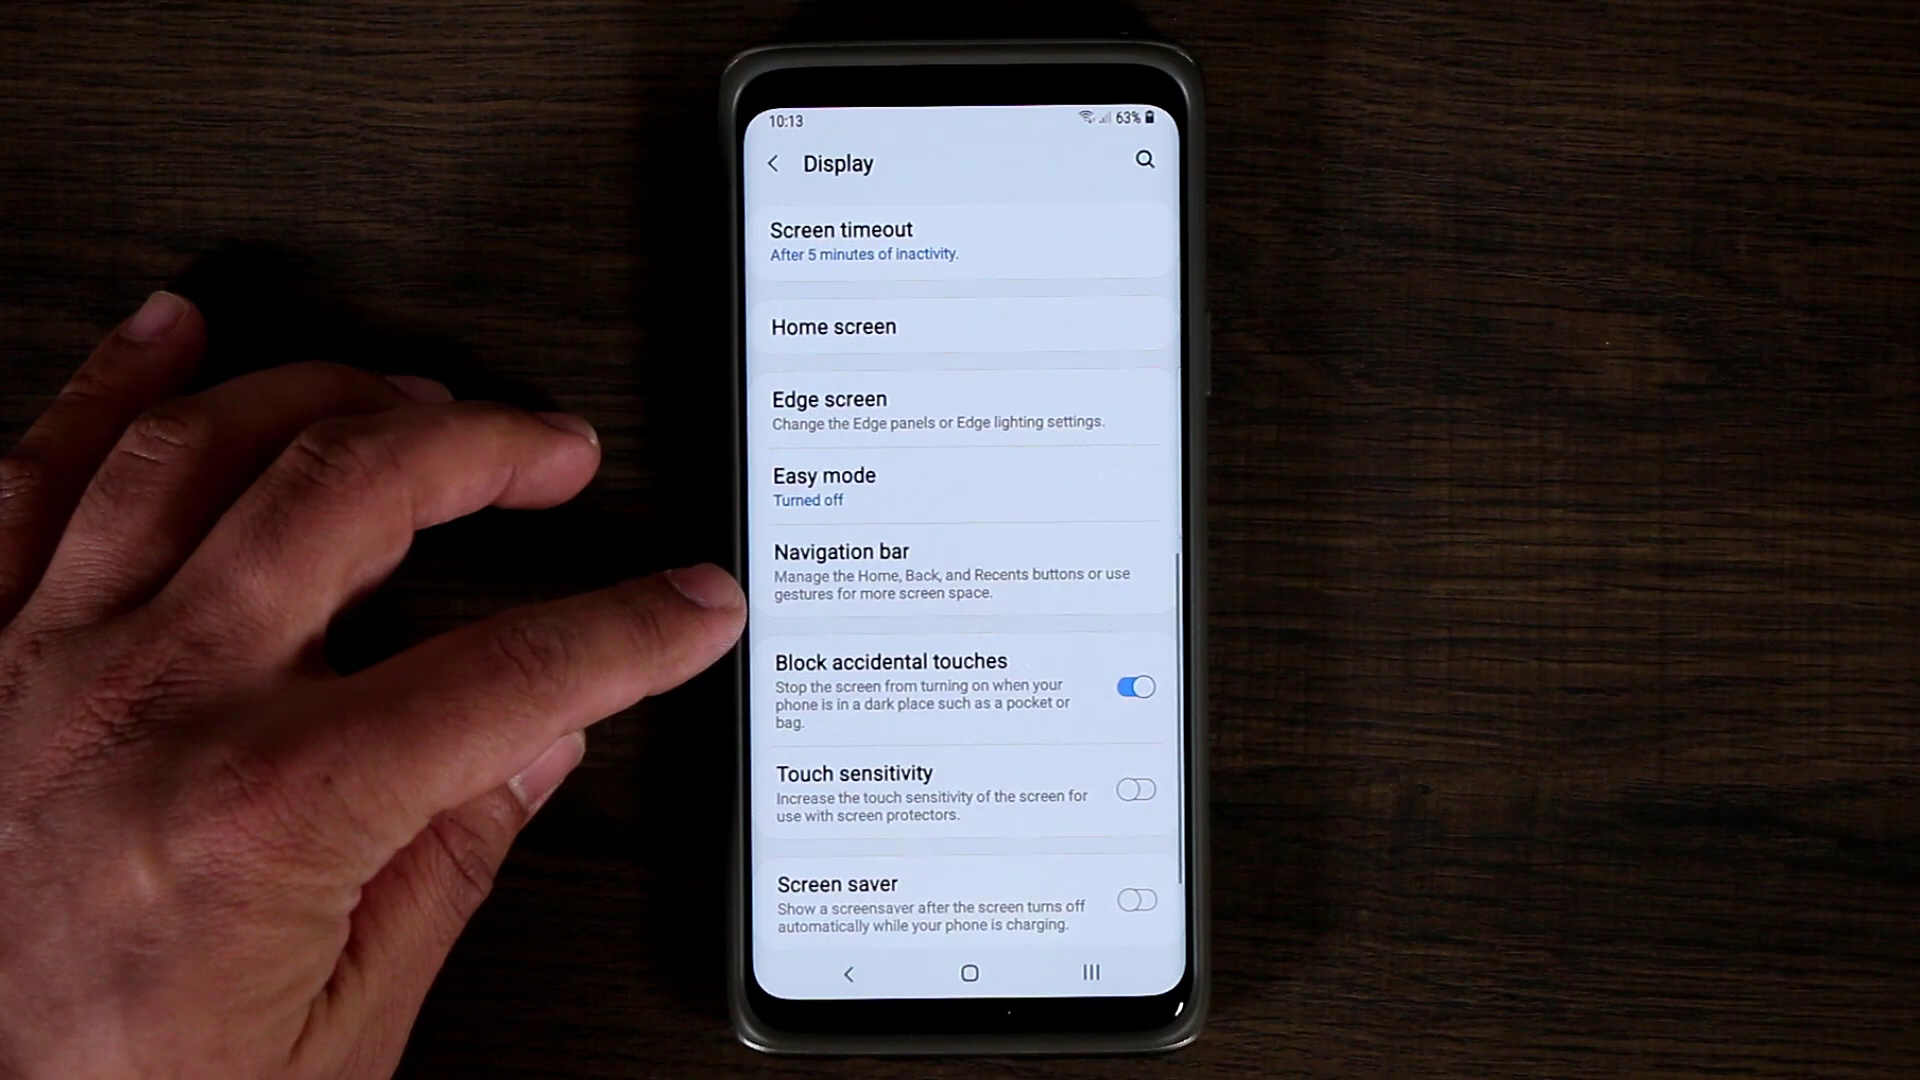 10:13
63%
Display
Screen timeout
After 5 minutes of inactivity.
Home screen
Edge screen
Change the Edge panels or Edge lighting settings.
Easy mode
Turned off
Navigation bar
Manage the Home, Back, and Recents buttons or use
gestures for more screen space.
Block accidental touches
Stop the screen from turning on when your
phone is in a dark place such as a pocket or
bag.
Touch sensitivity
Increase the touch sensitivity of the screen for
use with screen protectors.
Screen saver
Show a screensaver after the screen turns off
automatically while your phone is charging.